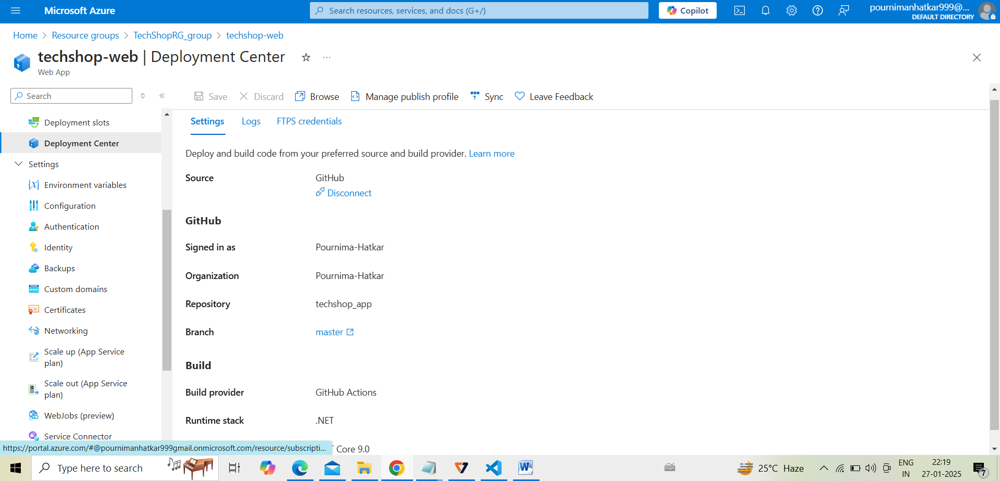 Microsoft Azure
Search resources, services, and docs (G+/)
Copilot
pournimanhatkar999@...
DEFAULT DIRECTORY
Home > Resource groups > TechShopRG_group > techshop-web
techshop-web | Deployment Center
Web App
Search
Save
Discard
Browse
Manage publish profile
Sync
Leave Feedback
Deployment slots
Deployment Center
Settings
Environment variables
Configuration
Authentication
Identity
Backups
Custom domains
Certificates
Networking
Scale up (App Service
plan)
Scale out (App Service
plan)
WebJobs (preview)
Service Connector
Settings
Logs
FTPS credentials
Deploy and build code from your preferred source and build provider. Learn more
Source
GitHub
Disconnect
GitHub
Signed in as
Pournima-Hatkar
Organization
Pournima-Hatkar
Repository
techshop_app
Branch
master
Build
Build provider
GitHub Actions
Runtime stack
.NET
Core 9.0
https://portal.azure.com/#@pournimanhatkar999gmail.onmicrosoft.com/resource/subscripti...
Type here to search
25°C Haze
ENG
IN
22:19
27-01-2025
7